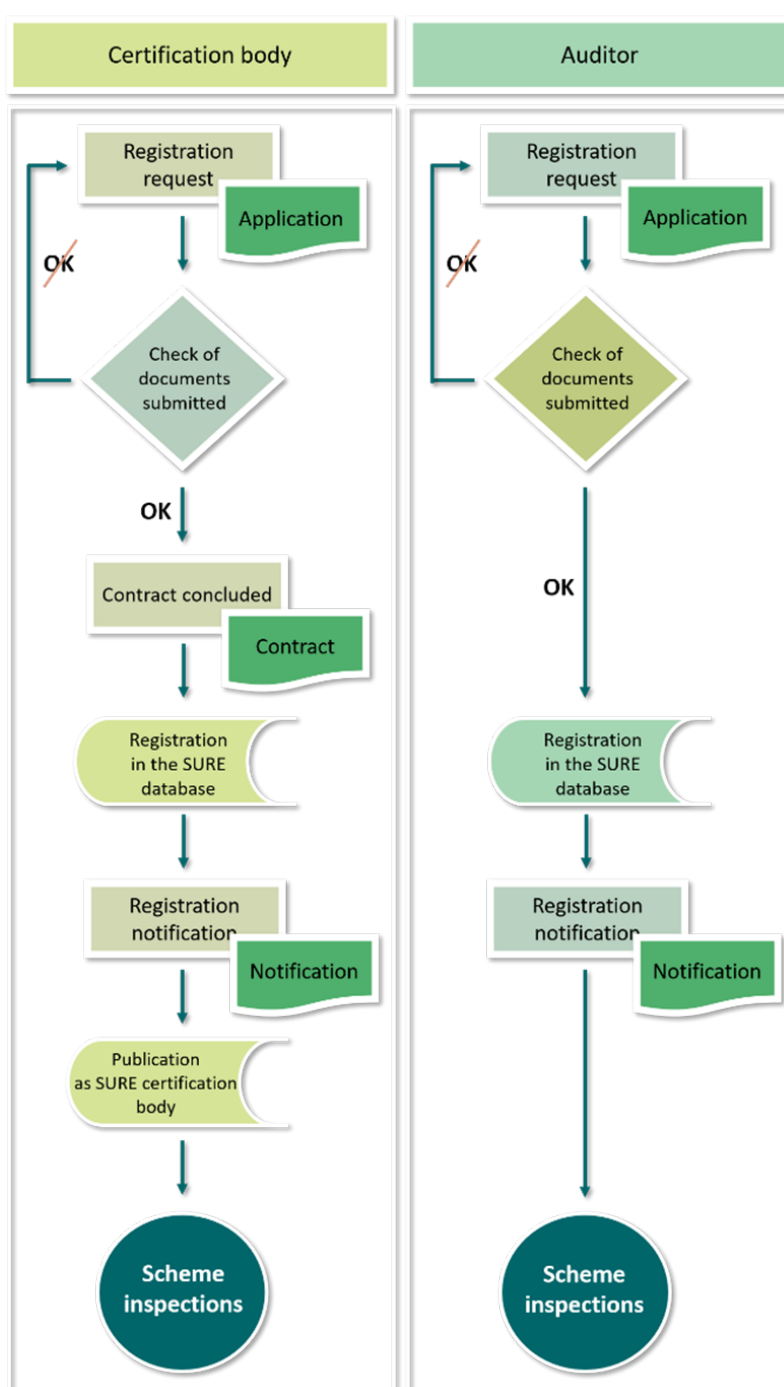 Certification body
Registration
request
Application
OK
Check of
documents
submitted
OK
Contract concluded
Contract
Registration
in the SURE
database
Registration
notification
Notification
Publication
as SURE certification
body
Scheme
inspections
Auditor
Registration
request
Application
OK
Check of
documents
submitted
OK
Registration
in the SURE
database
Registration
notification
Notification
Scheme
inspections